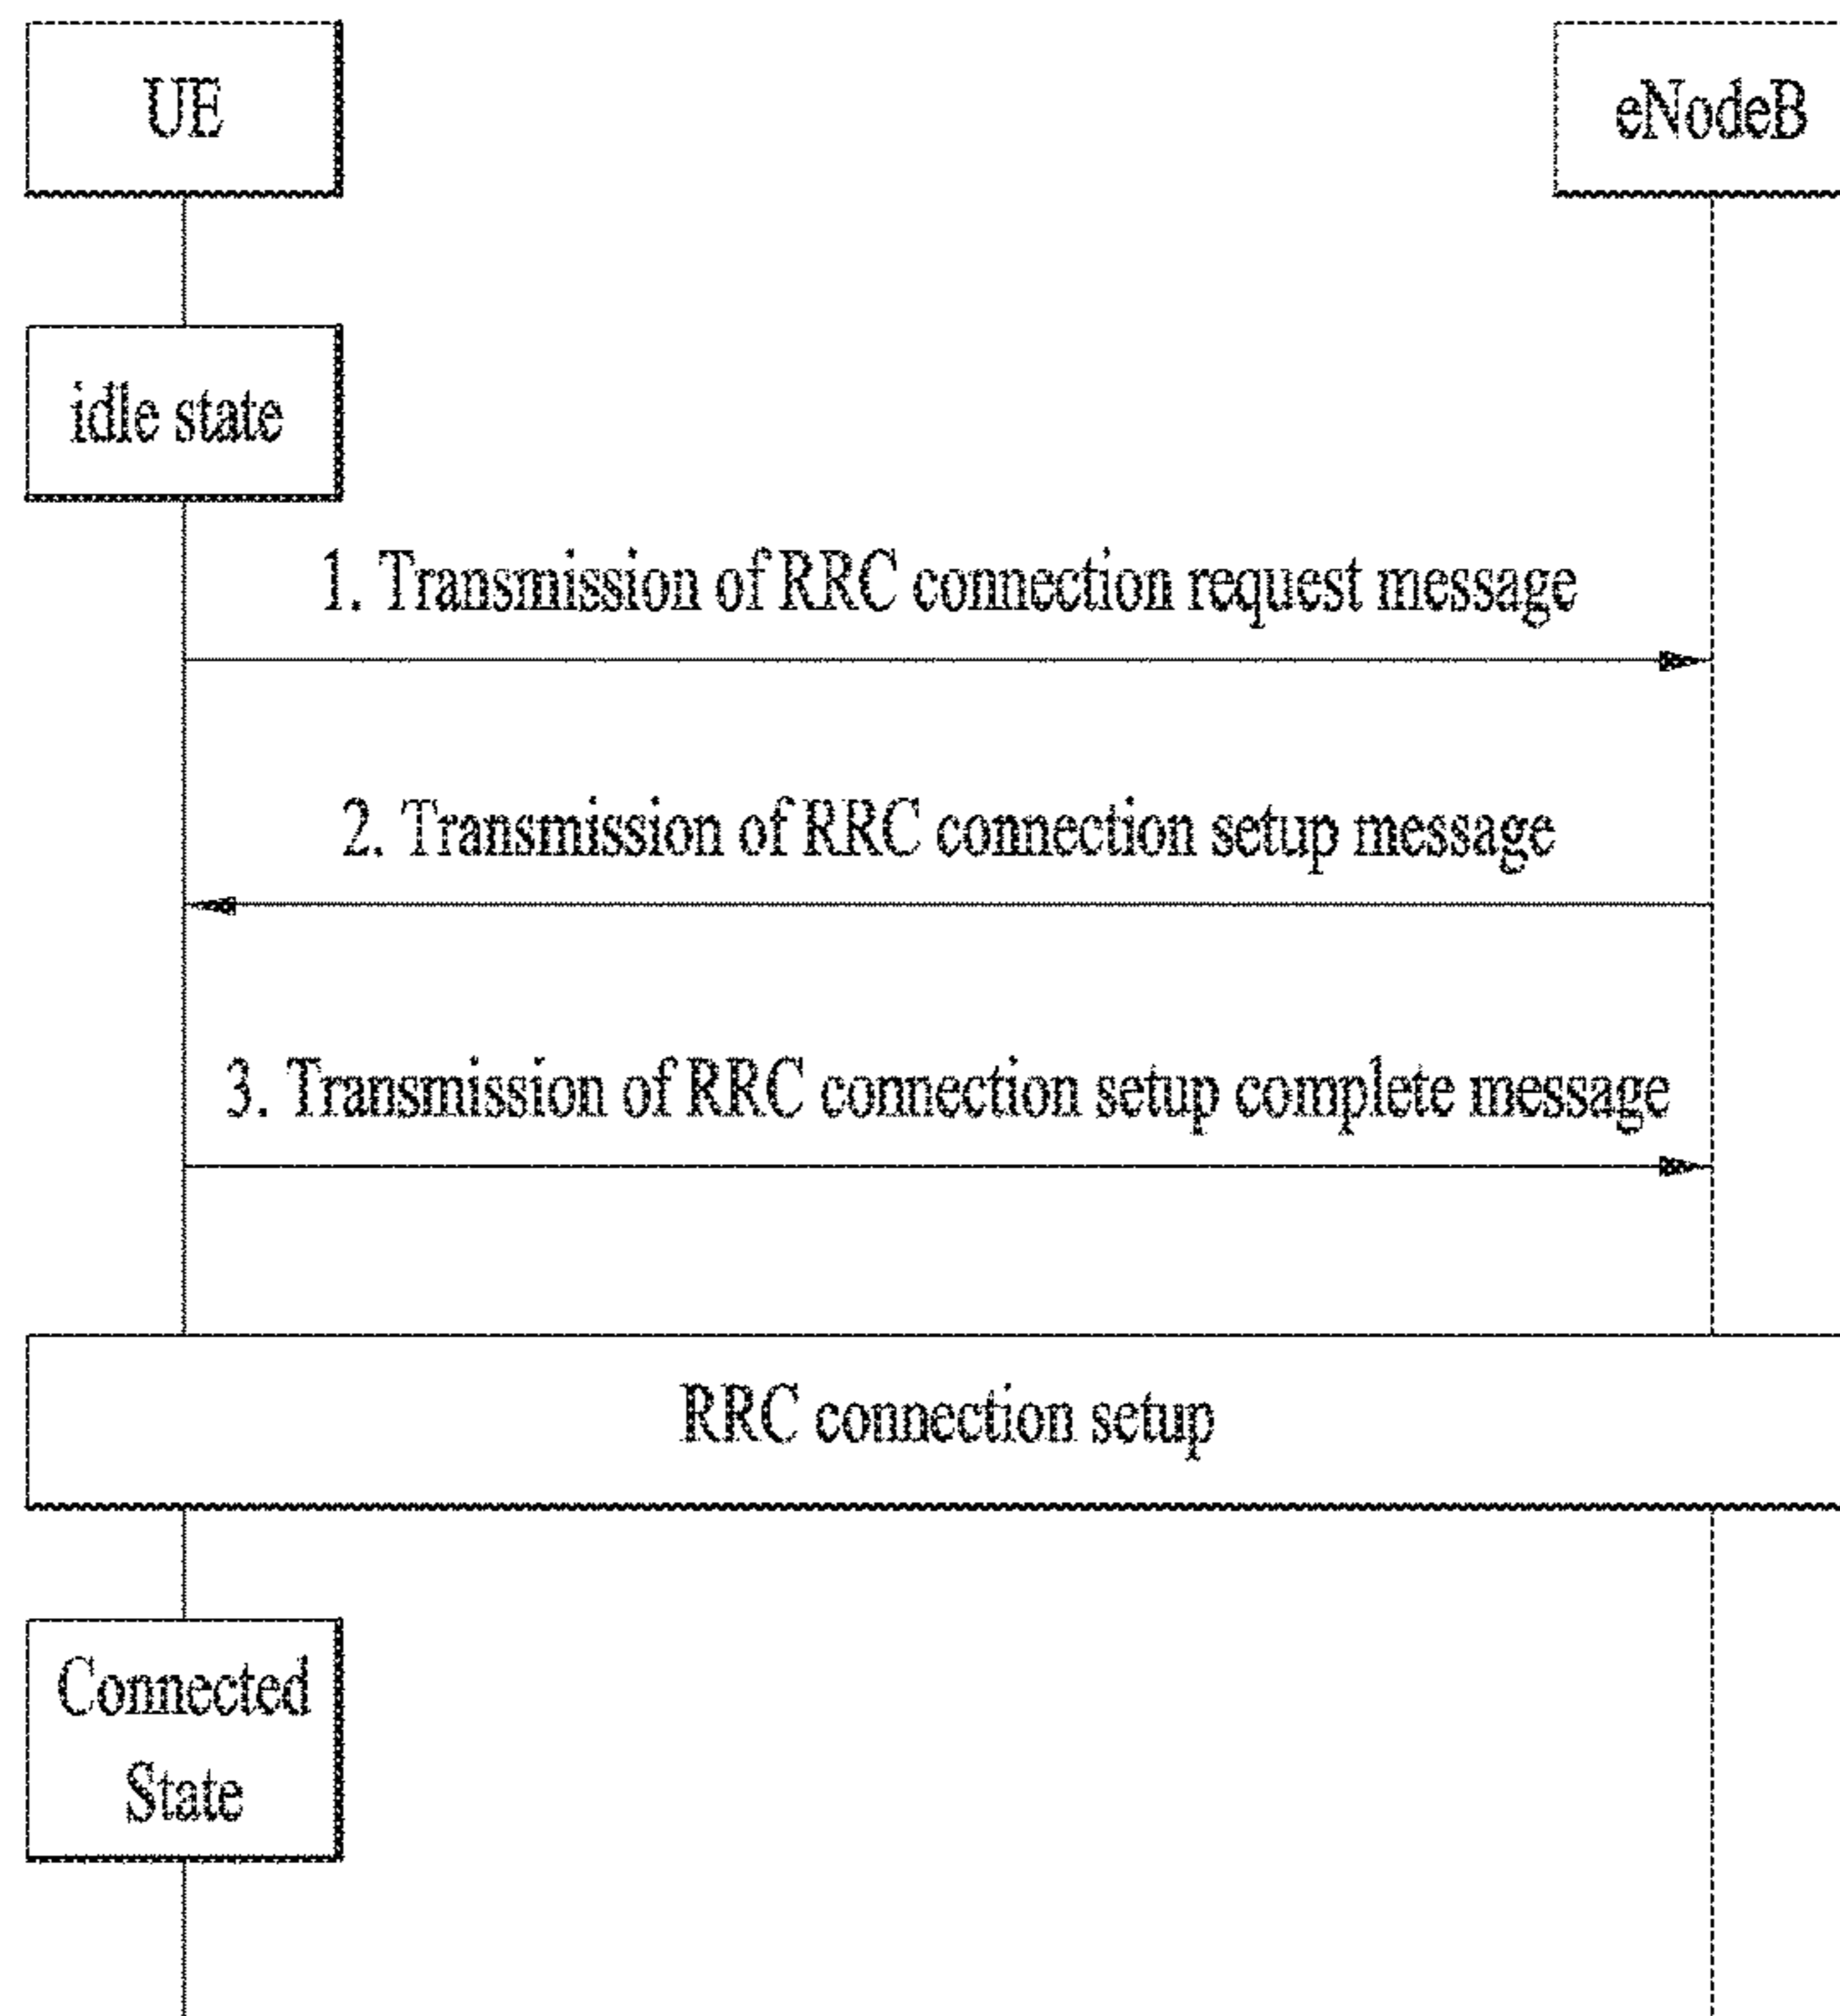 UE
eNodeB
idle state
1. Transmission of RRC connection request message
2. Transmission of RRC connection setup message
3. Transmission of RRC connection setup complete message
RRC connection setup
Connected
State